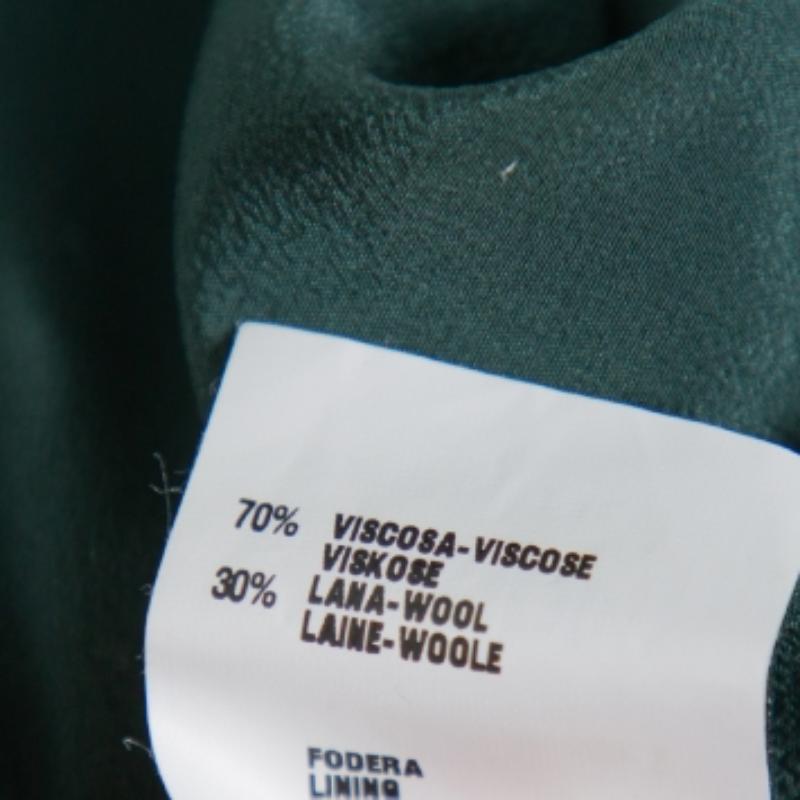 70% VISCOSA-VISCOSE
VISKOSE
30% LANA-WOOL
LAINE-WOOLE
FODERA
LINING